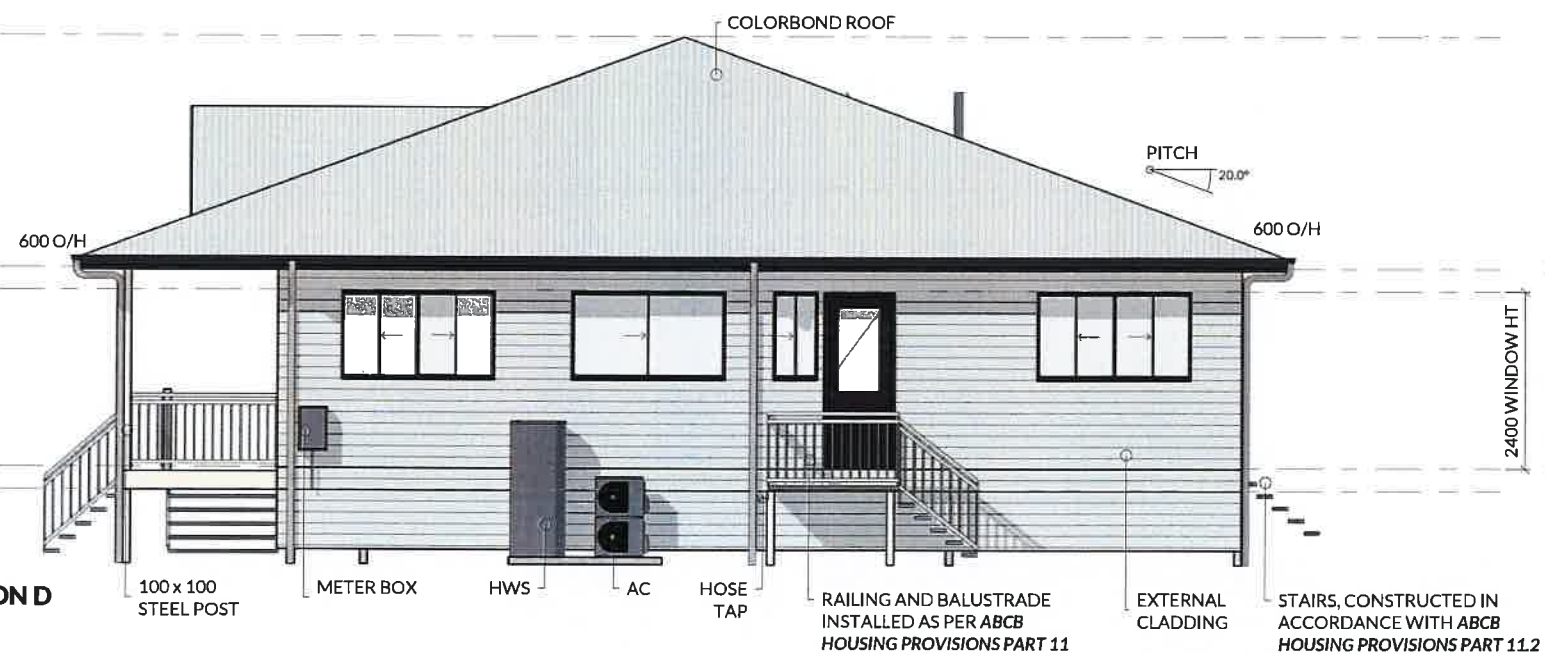 COLORBOND ROOF
PITCH
20.0°
600 O/H
600 O/H
2400 WINDOW HT
ON D
100 x 100
STEEL POST
METER BOX
HWS
AC
HOSE
TAP
RAILING AND BALUSTRADE
INSTALLED AS PER ABCB
HOUSING PROVISIONS PART 11
EXTERNAL
CLADDING
STAIRS, CONSTRUCTED IN
ACCORDANCE WITH ABCB
HOUSING PROVISIONS PART 11.2